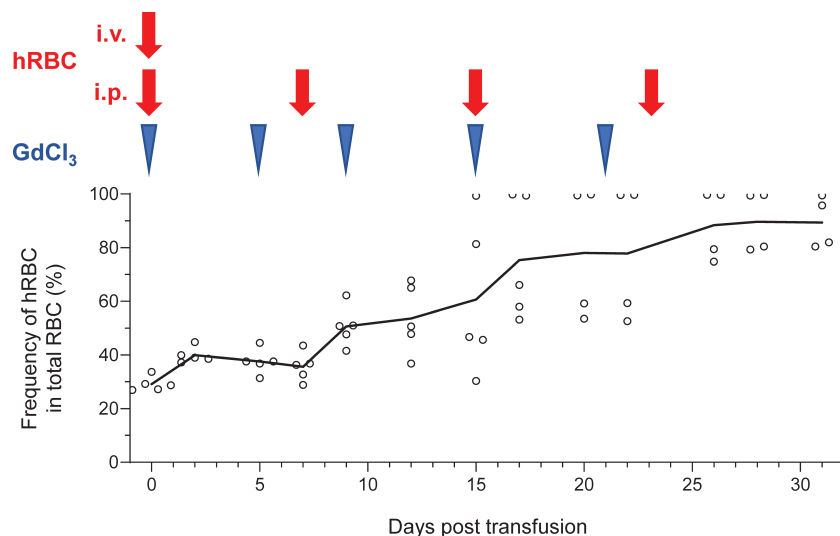 i.v.
hRBC
i.p.
GdCl₃
100
80
60
40
20
0
Frequency of hRBC
in total RBC (%)
0 5 10 15 20 25 30
Days post transfusion